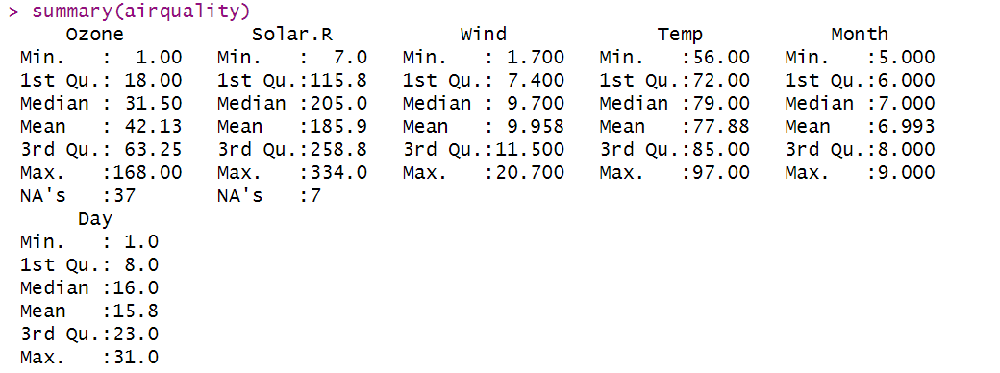 > summary(airquality)
     Ozone           Solar.R           Wind             Temp           Month      
 Min.   :  1.00   Min.   :  7.0   Min.   : 1.700   Min.   :56.00   Min.   :5.000  
 1st Qu.: 18.00   1st Qu.:115.8   1st Qu.: 7.400   1st Qu.:72.00   1st Qu.:6.000  
 Median : 31.50   Median :205.0   Median : 9.700   Median :79.00   Median :7.000  
 Mean   : 42.13   Mean   :185.9   Mean   : 9.958   Mean   :77.88   Mean   :6.993  
 3rd Qu.: 63.25   3rd Qu.:258.8   3rd Qu.:11.500   3rd Qu.:85.00   3rd Qu.:8.000  
 Max.   :168.00   Max.   :334.0   Max.   :20.700   Max.   :97.00   Max.   :9.000  
 NA's   :37       NA's   :7
      Day
 Min.   : 1.0
 1st Qu.: 8.0
 Median :16.0
 Mean   :15.8
 3rd Qu.:23.0
 Max.   :31.0